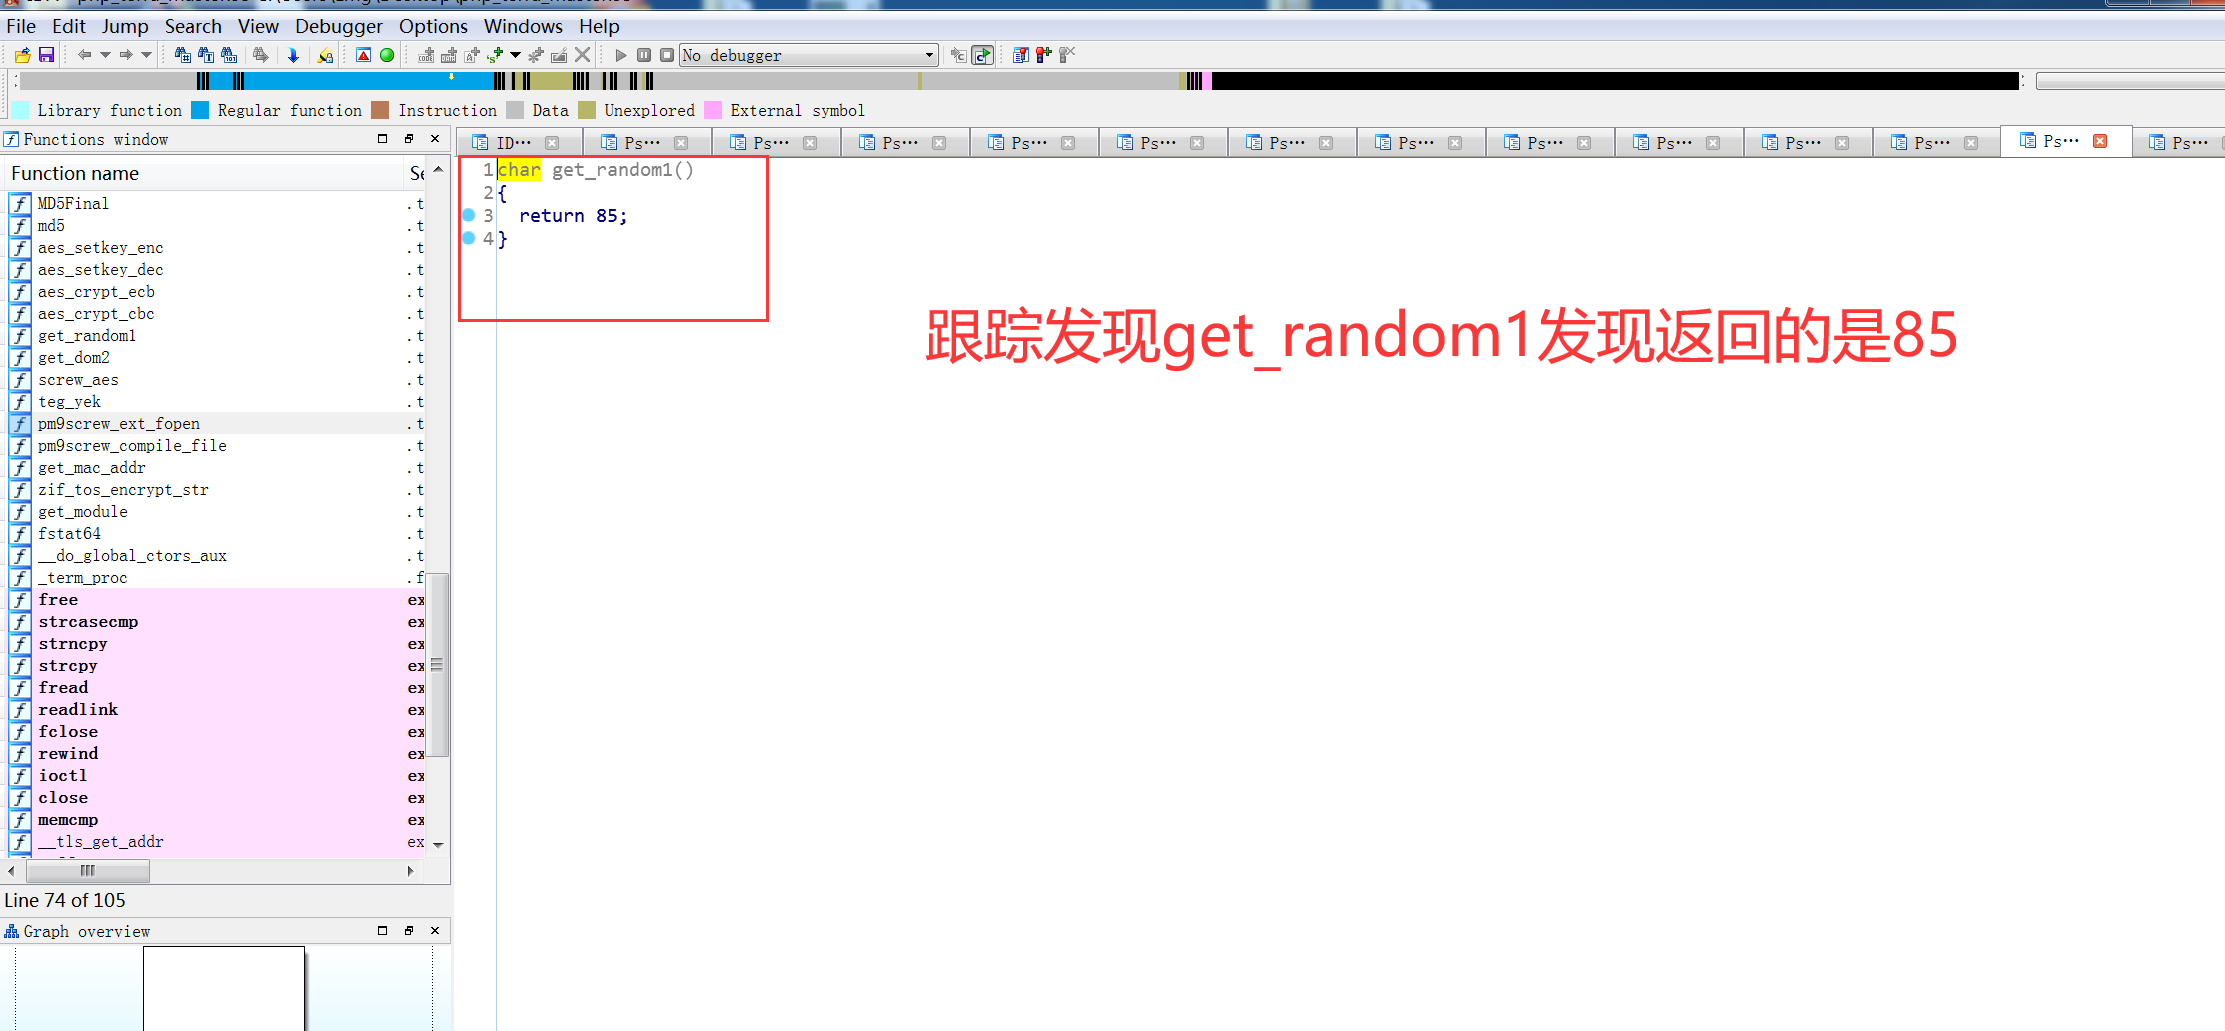 File Edit Jump Search View Debugger Options Windows Help
No debugger
Library function Regular function Instruction Data Unexplored External symbol
Functions window
ID··· Ps··· Ps··· Ps··· Ps··· Ps··· Ps··· Ps··· Ps··· Ps··· Ps··· Ps··· Ps··· Ps···
Function name Se
MD5Final .t
md5 .t
aes_setkey_enc .t
aes_setkey_dec .t
aes_crypt_ecb .t
aes_crypt_cbc .t
get_random1 .t
get_dom2 .t
screw_aes .t
teg_yek .t
pm9screw_ext_fopen .t
pm9screw_compile_file .t
get_mac_addr .t
zif_tos_encrypt_str .t
get_module .t
fstat64 .t
__do_global_ctors_aux .t
_term_proc .f
free ex
strcasecmp ex
strncpy ex
strcpy ex
fread ex
readlink ex
fclose ex
rewind ex
ioctl ex
close ex
memcmp ex
__tls_get_addr ex
Line 74 of 105
Graph overview
1 char get_random1()
2 {
3 return 85;
4 }
跟踪发现get_random1发现返回的是85